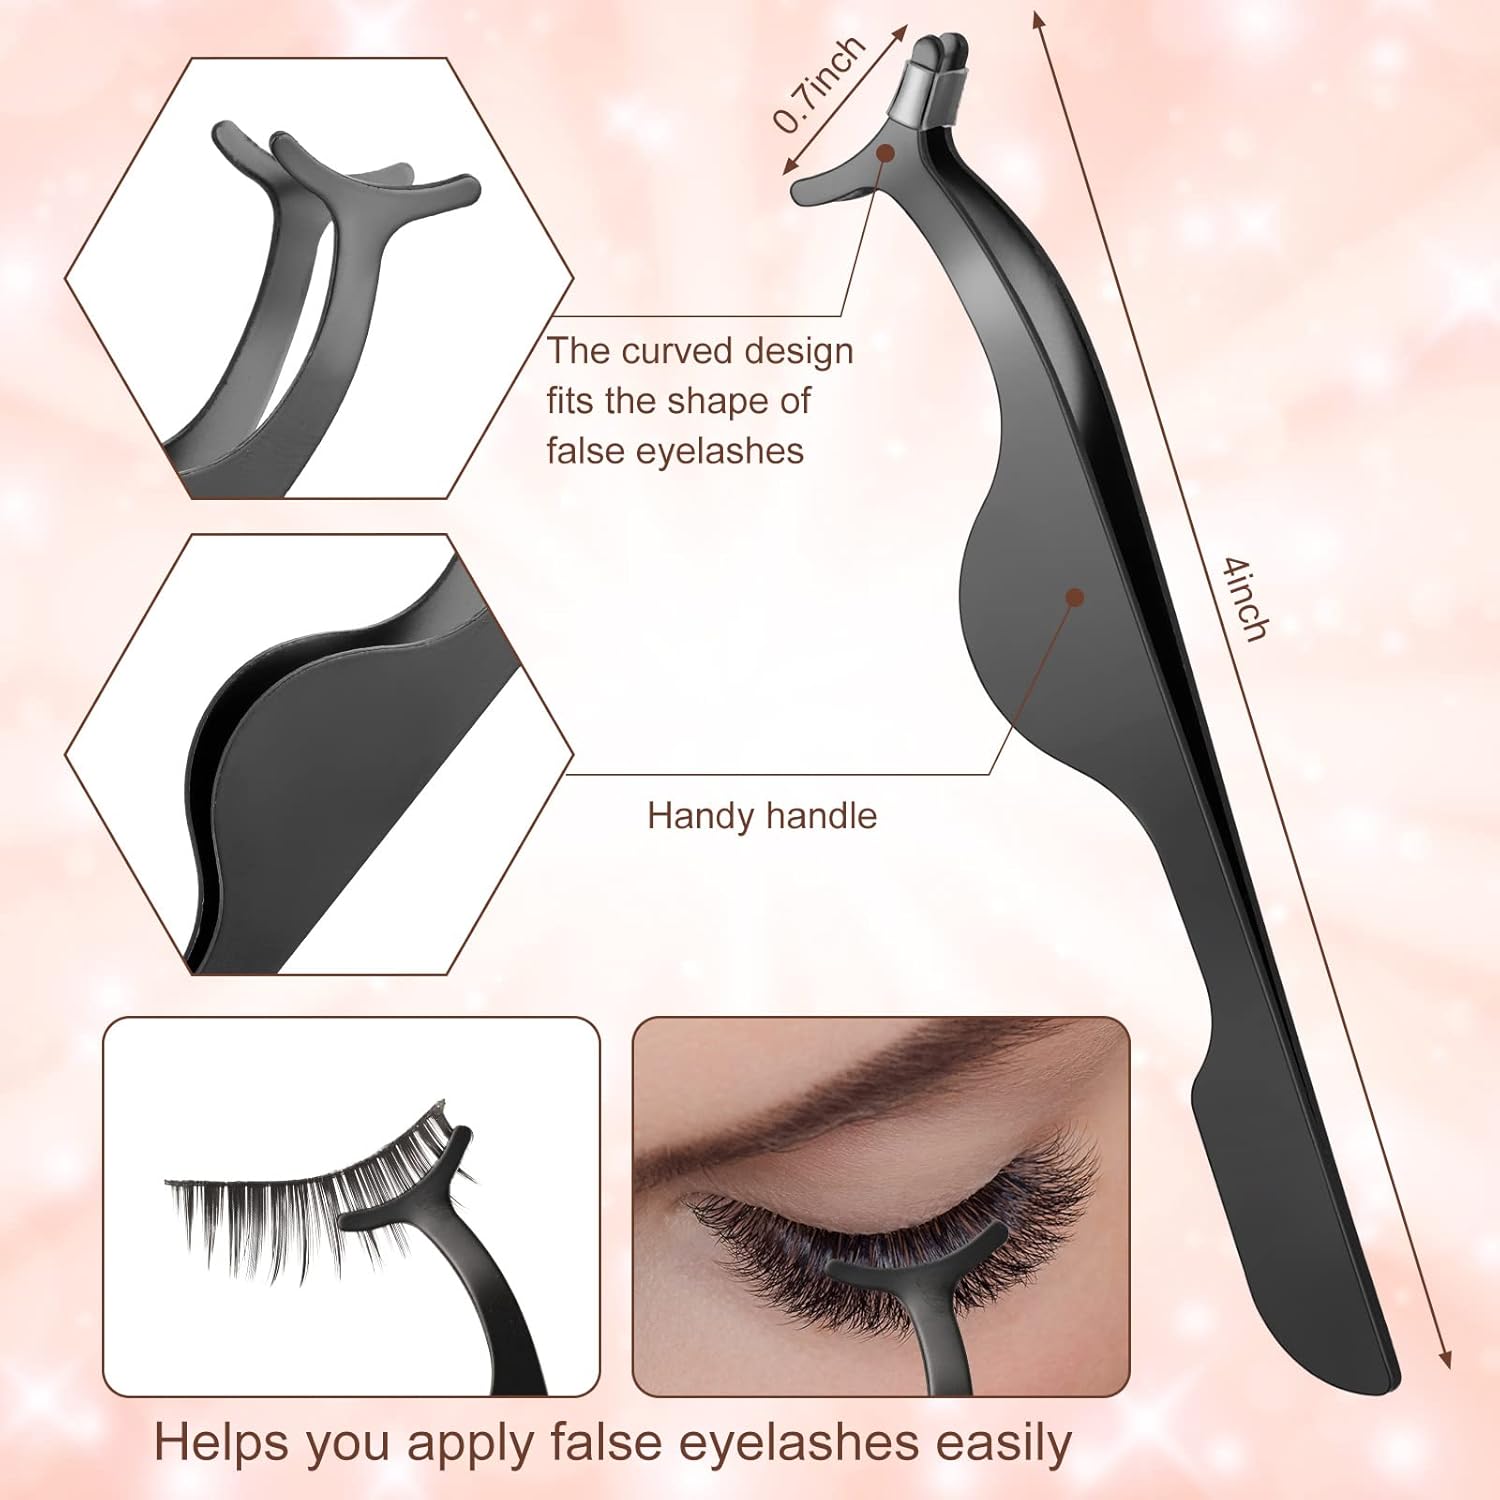 0.7inch
The curved design
fits the shape of
false eyelashes
4inch
Handy handle
Helps you apply false eyelashes easily